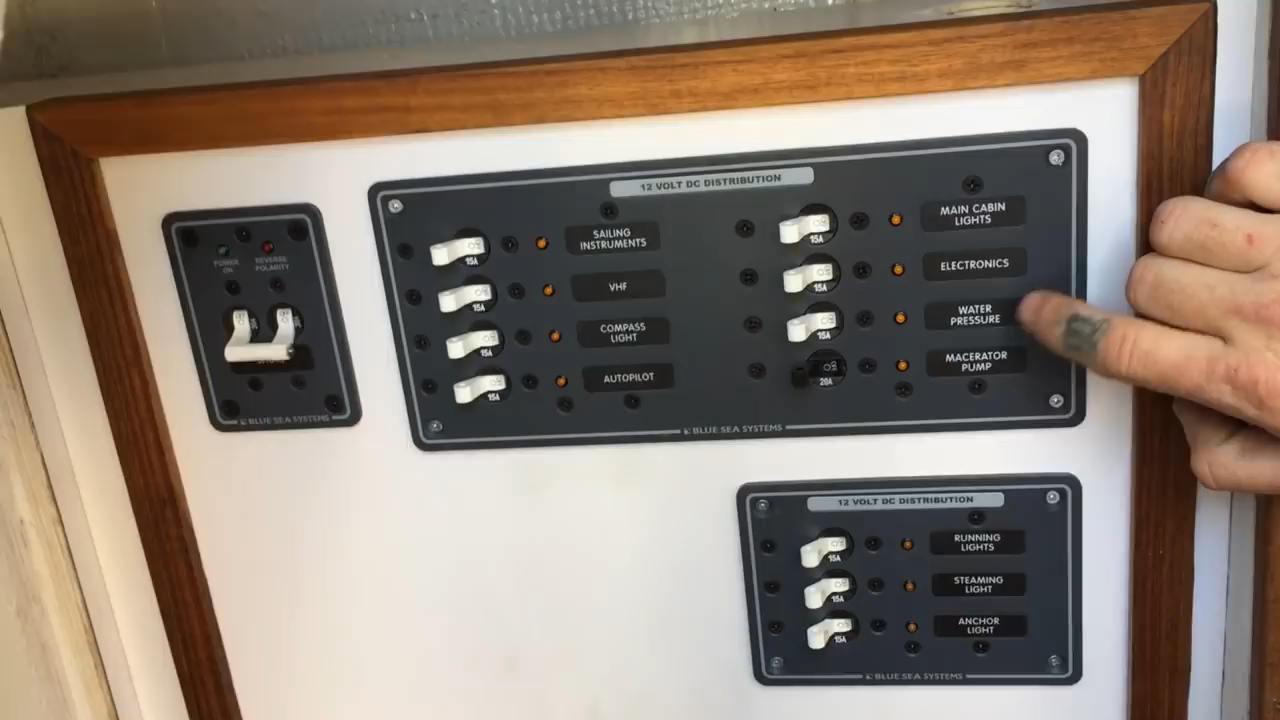 POWER
ON
REVERSE
POLARITY
BLUE SEA SYSTEMS
12 VOLT DC DISTRIBUTION
15A
SAILING
INSTRUMENTS
15A
VHF
15A
COMPASS
LIGHT
15A
AUTOPILOT
15A
MAIN CABIN
LIGHTS
15A
ELECTRONICS
15A
WATER
PRESSURE
20A
MACERATOR
PUMP
BLUE SEA SYSTEMS
12 VOLT DC DISTRIBUTION
15A
RUNNING
LIGHTS
15A
STEAMING
LIGHT
15A
ANCHOR
LIGHT
BLUE SEA SYSTEMS